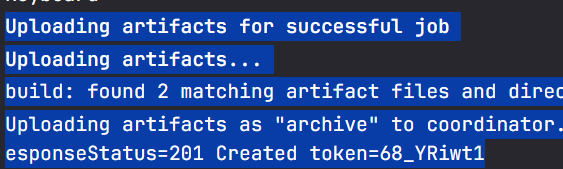 Uploading artifacts for successful job
Uploading artifacts...
build: found 2 matching artifact files and direc
Uploading artifacts as "archive" to coordinator.
esponseStatus=201 Created token=68_YRiwt1